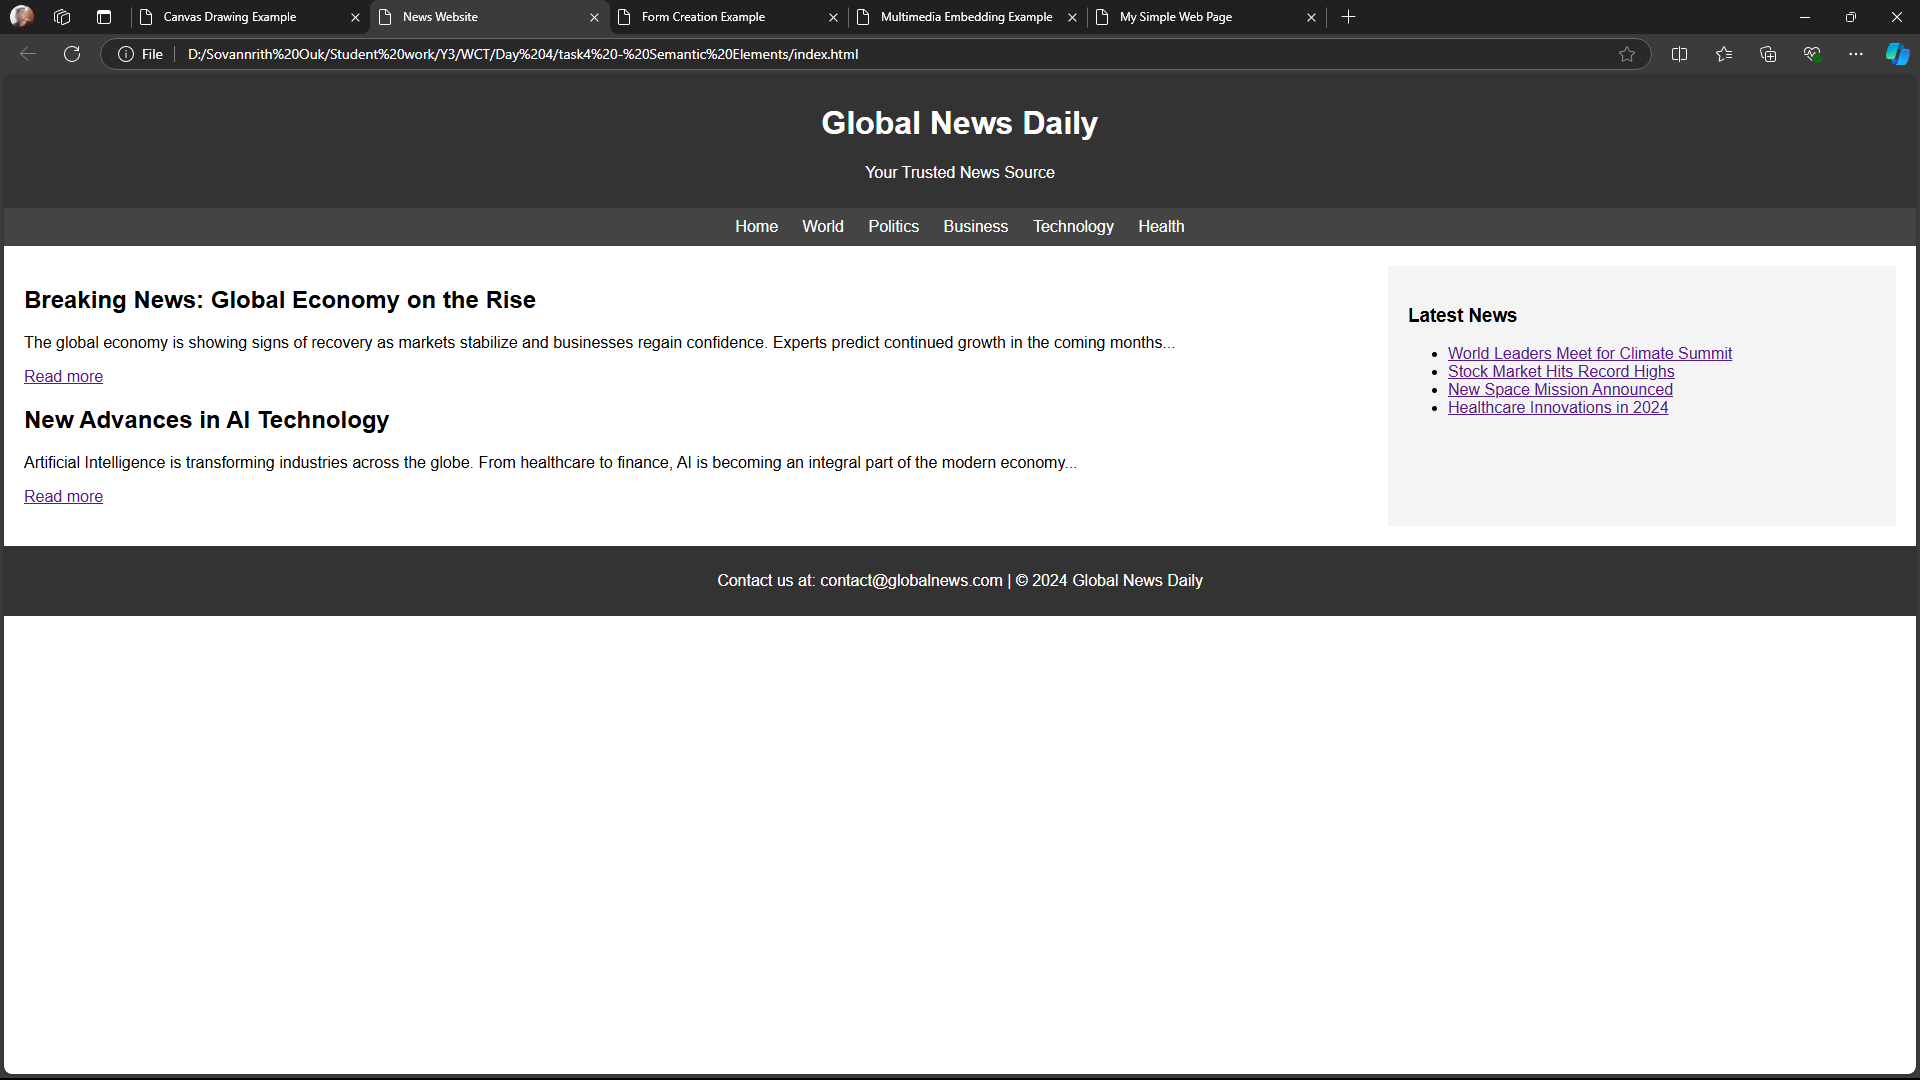 Canvas Drawing Example
News Website
Form Creation Example
Multimedia Embedding Example
My Simple Web Page
File
D:/Sovannrith%20Ouk/Student%20work/Y3/WCT/Day%204/task4%20-%20Semantic%20Elements/index.html
Global News Daily
Your Trusted News Source
Home World Politics Business Technology Health
Breaking News: Global Economy on the Rise
The global economy is showing signs of recovery as markets stabilize and businesses regain confidence. Experts predict continued growth in the coming months...
Read more
New Advances in AI Technology
Artificial Intelligence is transforming industries across the globe. From healthcare to finance, AI is becoming an integral part of the modern economy...
Read more
Latest News
World Leaders Meet for Climate Summit
Stock Market Hits Record Highs
New Space Mission Announced
Healthcare Innovations in 2024
Contact us at: contact@globalnews.com | © 2024 Global News Daily